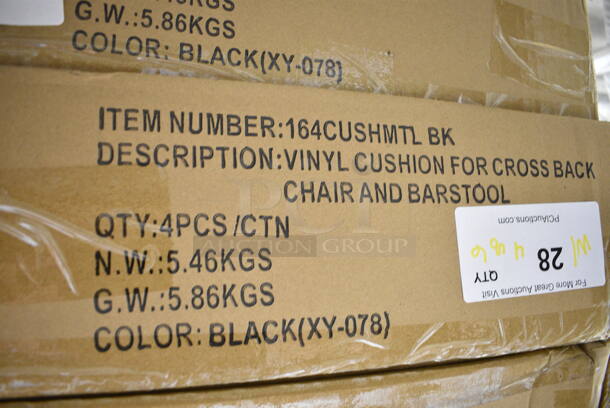 G.W.:5.86KGS
COLOR: BLACK(XY-078)
ITEM NUMBER:164CUSHMTL BK
DESCRIPTION:VINYL CUSHION FOR CROSS BACK
CHAIR AND BARSTOOL
QTY:4PCS/CTN
N.W.:5.46KGS
G.W.:5.86KGS
COLOR: BLACK(XY-078)
PCI
AUCTION GROUP
For More Great Auctions Visit
PCIAuctions.com
QTY
28
W/